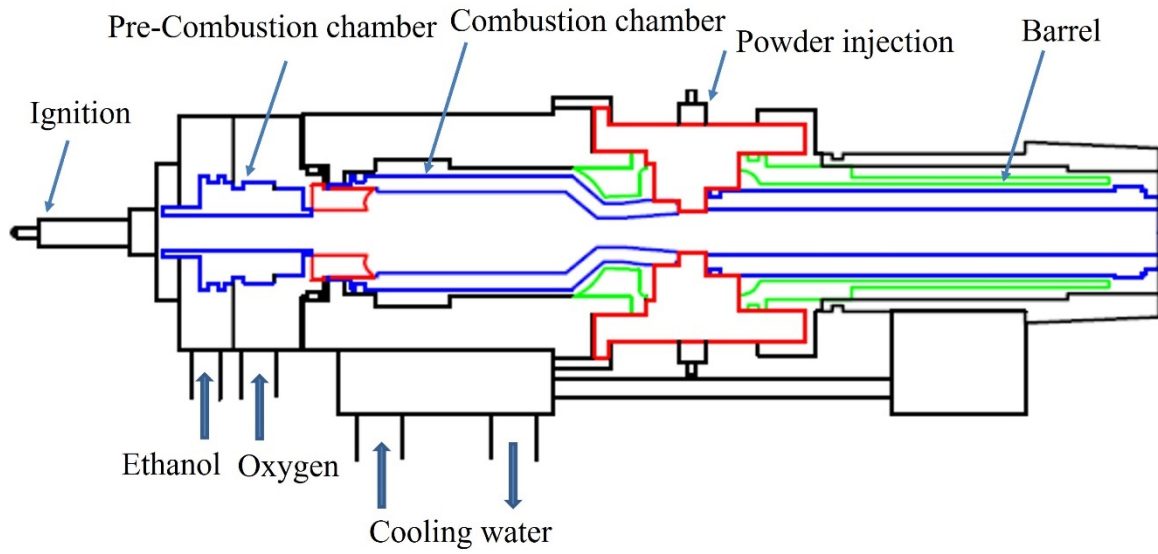 Pre-Combustion chamber
Combustion chamber
Powder injection
Barrel
Ignition
Ethanol
Oxygen
Cooling water